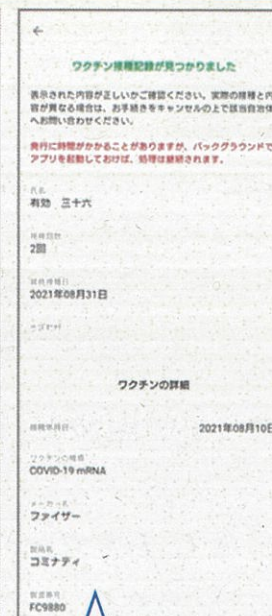 ワクチン接種記録が見つかりました
表示された内容が正しいかご確認ください。実際の接種と内
容が異なる場合は、お手続きをキャンセルの上で該当自治体
へお問い合わせください。
発行に時間がかかることがありますが、バックグラウンドで
アプリを起動しておけば、処理は継続されます。
氏名
有効 三十六
接種回数
2回
最終接種日
2021年08月31日
ワクチンの詳細
接種年月日
2021年08月10日
ワクチンの種類
COVID-19 mRNA
メーカー名
ファイザー
製品名
コミナティ
製造番号
FC9880